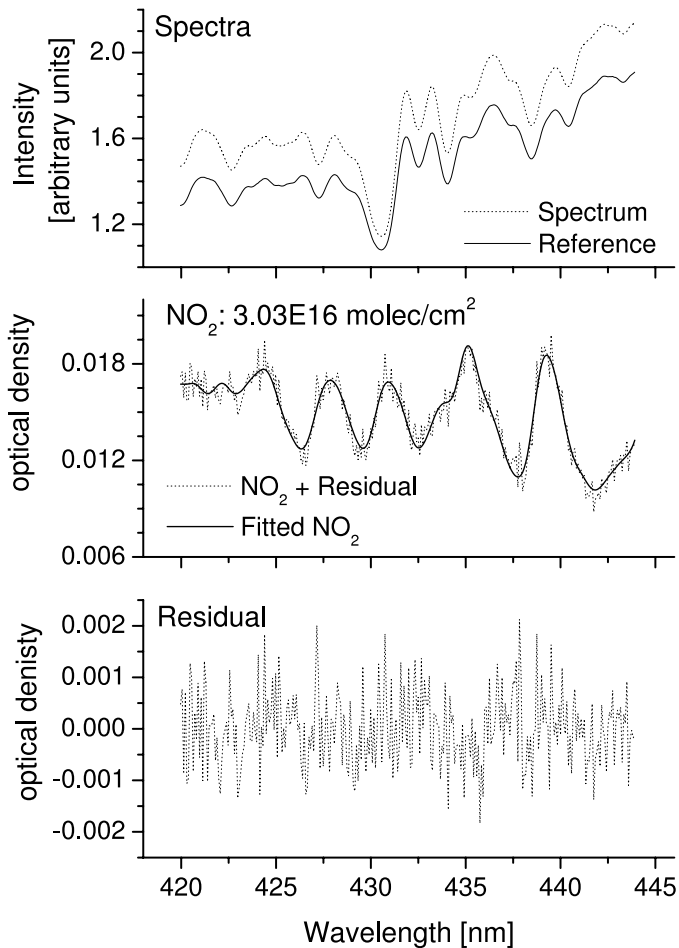 Spectra
2.0
1.6
1.2
Intensity
[arbitrary units]
Spectrum
Reference
NO₂: 3.03E16 molec/cm²
0.018
0.012
0.006
optical density
NO₂ + Residual
Fitted NO₂
Residual
0.002
0.001
0.000
-0.001
-0.002
optical denisty
420 425 430 435 440 445
Wavelength [nm]